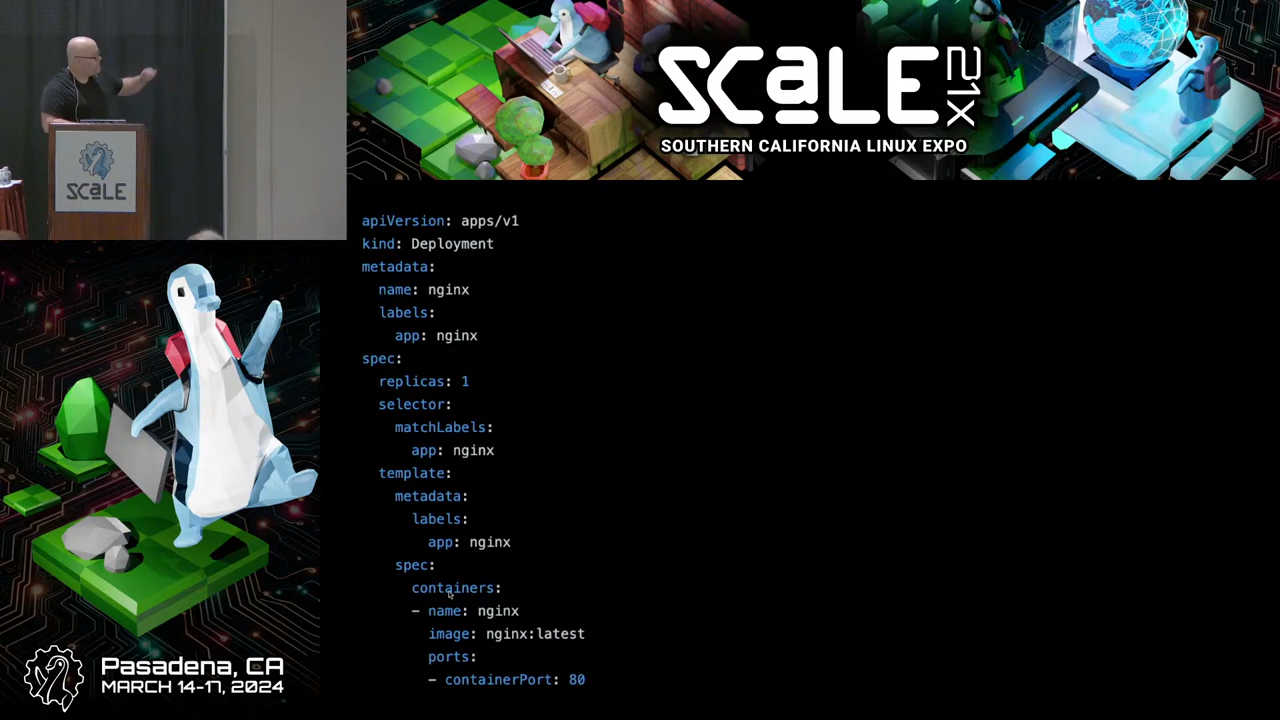 SCALE
SCALE
21X
SOUTHERN CALIFORNIA LINUX EXPO
apiVersion: apps/v1
kind: Deployment
metadata:
  name: nginx
  labels:
    app: nginx
spec:
  replicas: 1
  selector:
    matchLabels:
      app: nginx
  template:
    metadata:
      labels:
        app: nginx
    spec:
      containers:
      - name: nginx
        image: nginx:latest
        ports:
        - containerPort: 80
Pasadena, CA
MARCH 14-17, 2024